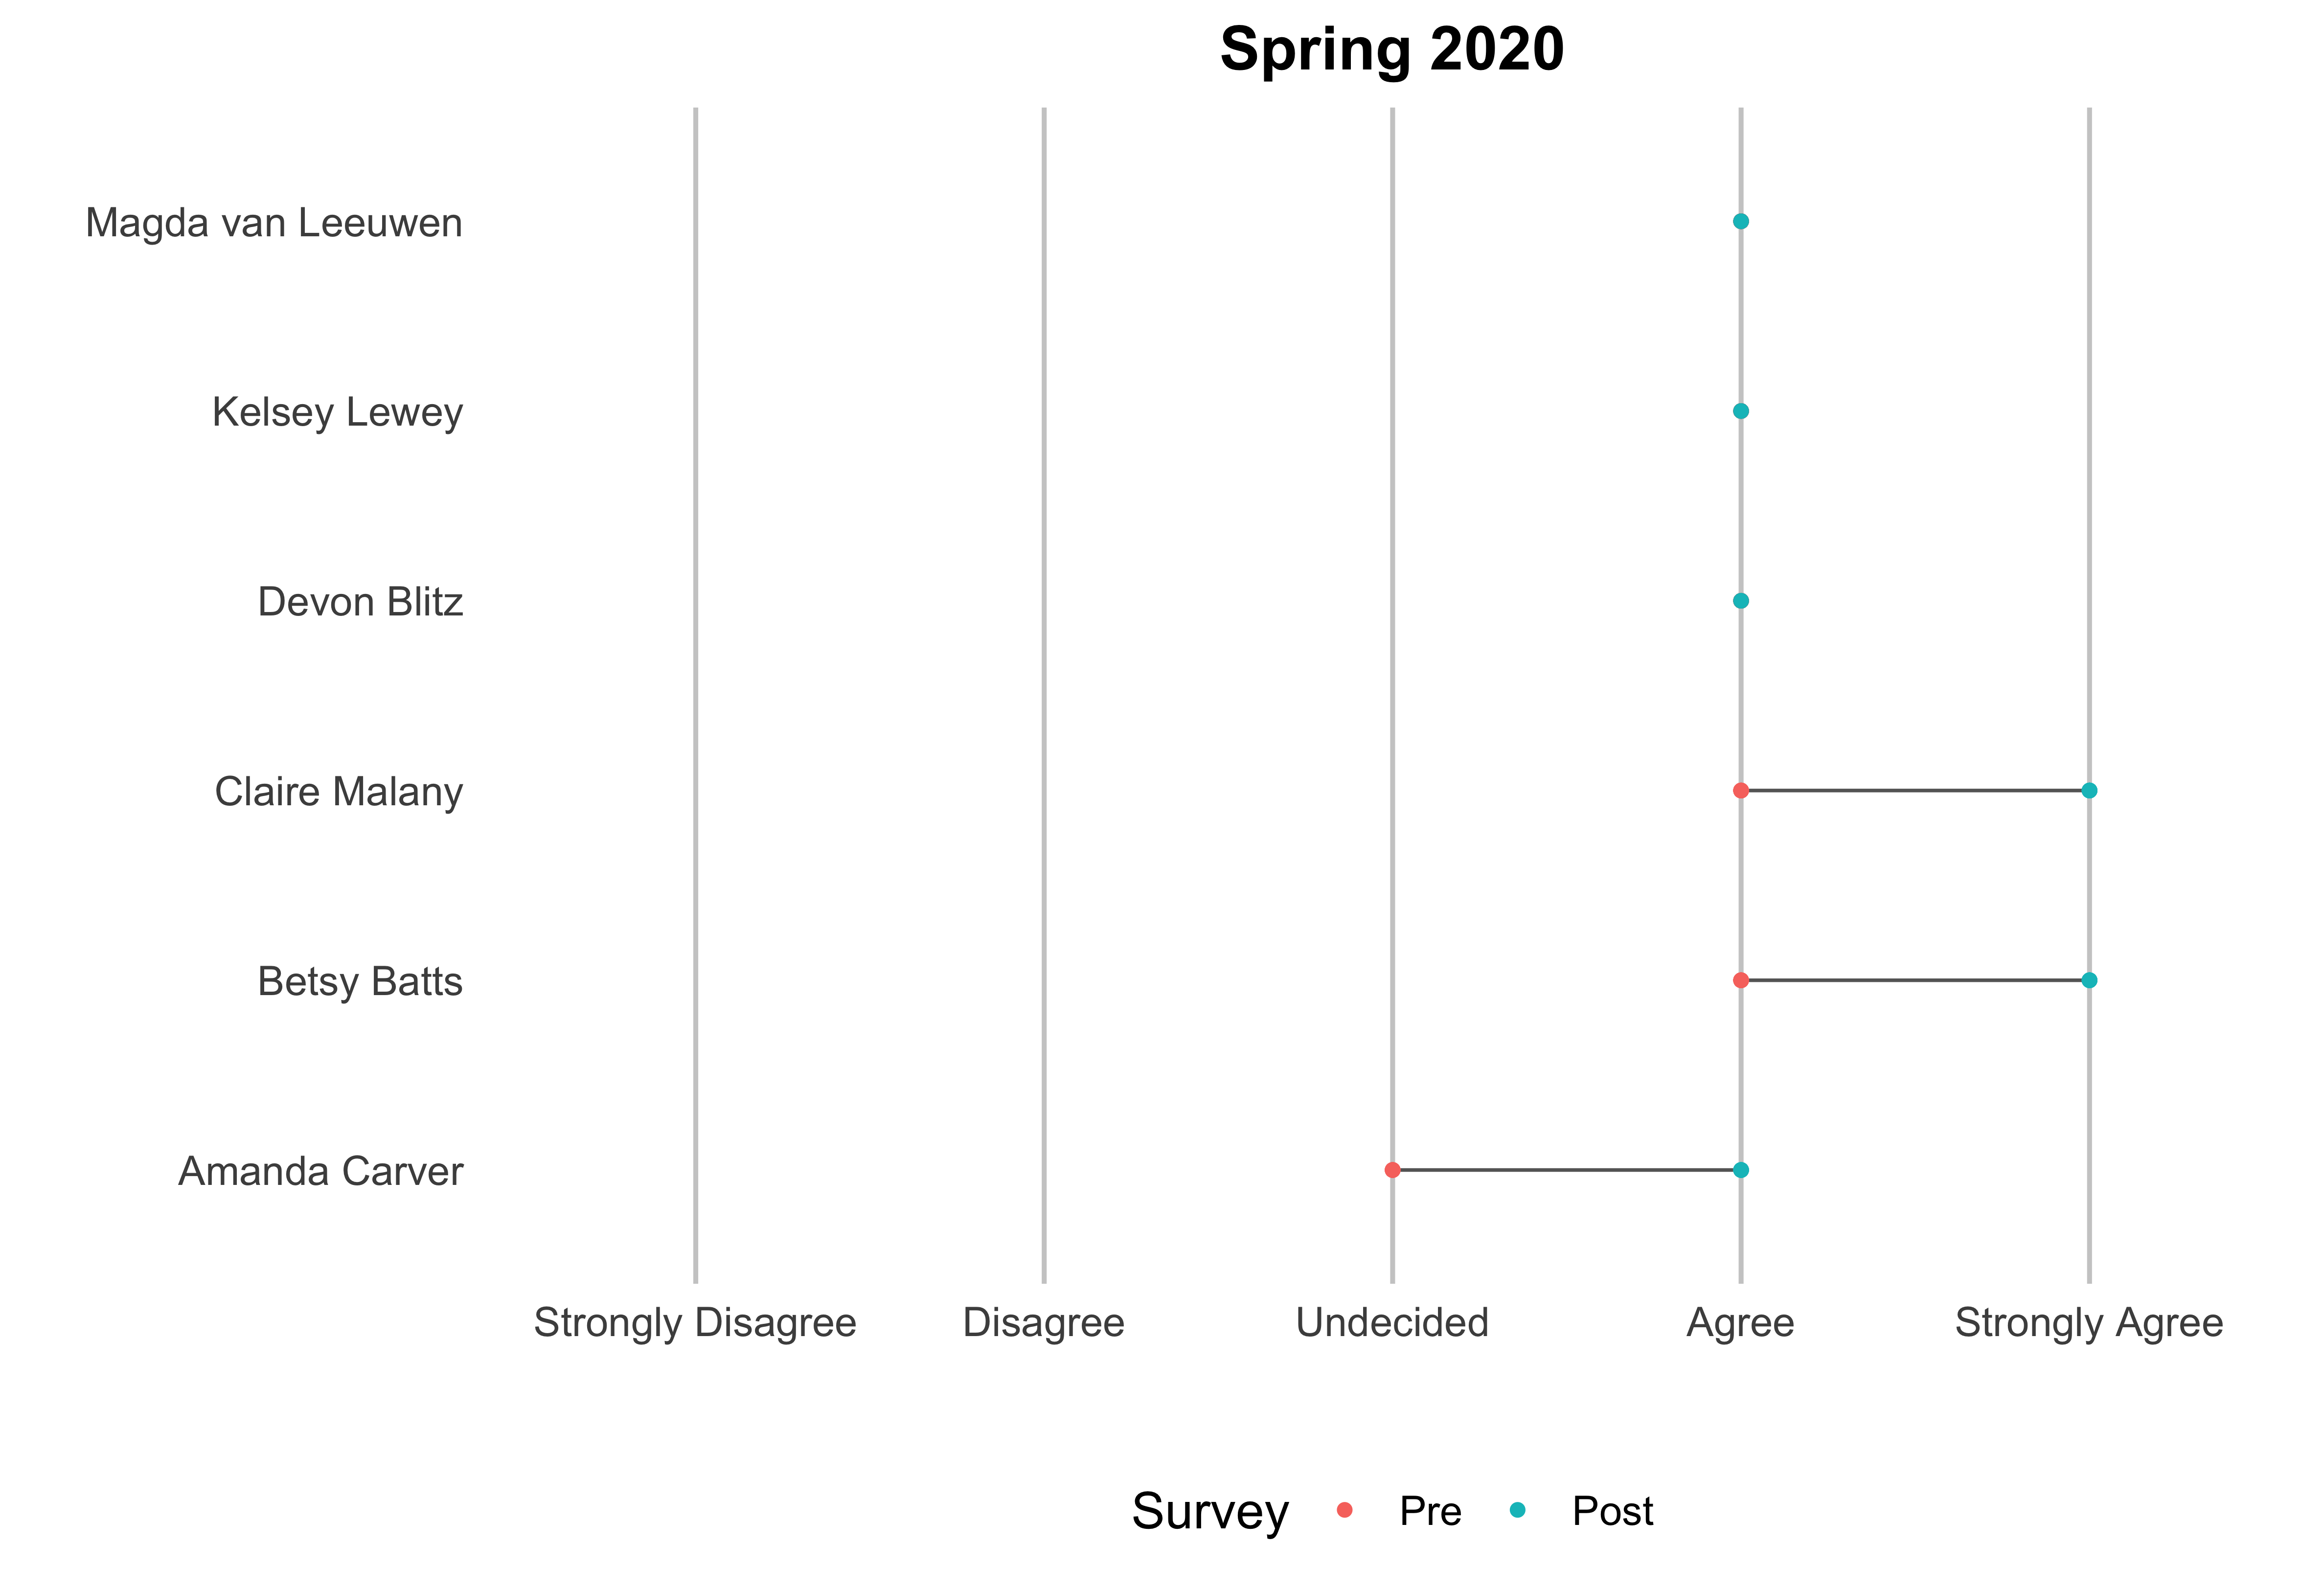 Spring 2020
Magda van Leeuwen
Kelsey Lewey
Devon Blitz
Claire Malany
Betsy Batts
Amanda Carver
Strongly Disagree Disagree Undecided Agree Strongly Agree
Survey Pre Post